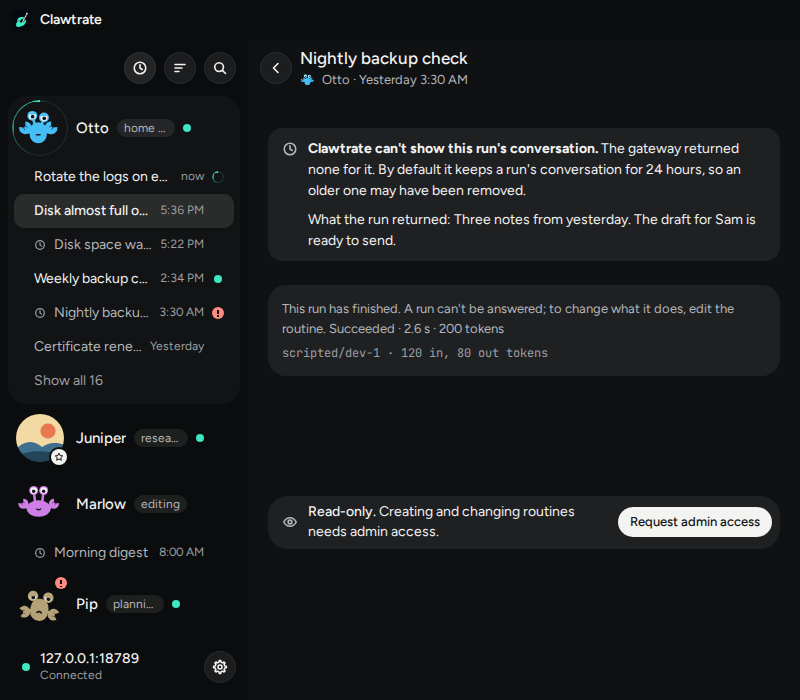 Clawtrate
Otto home ...
Rotate the logs on e... now
Disk almost full o... 5:36 PM
Disk space wa... 5:22 PM
Weekly backup c... 2:34 PM
Nightly backu... 3:30 AM
Certificate rene... Yesterday
Show all 16
Juniper resea...
Marlow editing
Morning digest 8:00 AM
Pip planni...
127.0.0.1:18789
Connected
Nightly backup check
Otto · Yesterday 3:30 AM
Clawtrate can't show this run's conversation. The gateway returned
none for it. By default it keeps a run's conversation for 24 hours, so an
older one may have been removed.
What the run returned: Three notes from yesterday. The draft for Sam is
ready to send.
This run has finished. A run can't be answered; to change what it does, edit the
routine. Succeeded · 2.6 s · 200 tokens
scripted/dev-1 · 120 in, 80 out tokens
Read-only. Creating and changing routines
needs admin access.
Request admin access